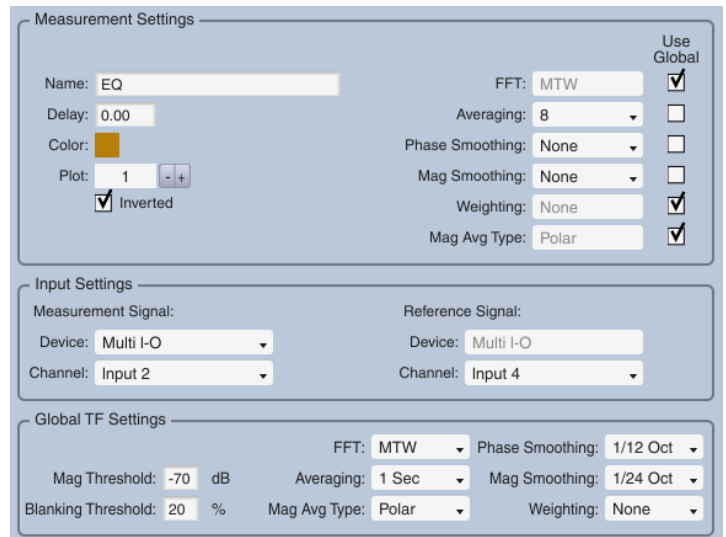 Measurement Settings
Use
Global
Name: EQ FFT: MTW
Delay: 0.00 Averaging: 8
Color: Phase Smoothing: None
Plot: 1 - + Mag Smoothing: None
Inverted Weighting: None
Mag Avg Type: Polar
Input Settings
Measurement Signal: Reference Signal:
Device: Multi I-O Device: Multi I-O
Channel: Input 2 Channel: Input 4
Global TF Settings
FFT: MTW Phase Smoothing: 1/12 Oct
Mag Threshold: -70 dB Averaging: 1 Sec Mag Smoothing: 1/24 Oct
Blanking Threshold: 20 % Mag Avg Type: Polar Weighting: None